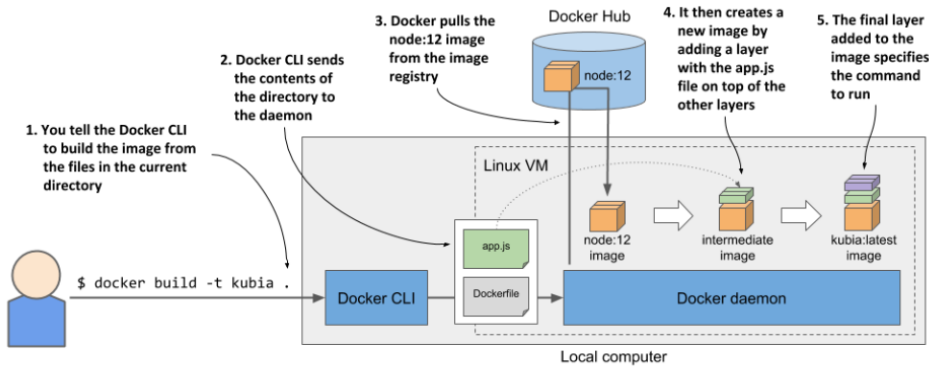 Docker Hub
node:12
1. You tell the Docker CLI
to build the image from
the files in the current
directory
2. Docker CLI sends
the contents of
the directory to
the daemon
3. Docker pulls the
node:12 image
from the image
registry
4. It then creates a
new image by
adding a layer
with the app.js
file on top of the
other layers
5. The final layer
added to the
image specifies
the command
to run
Linux VM
node:12
image
intermediate
image
kubia:latest
image
app.js
Dockerfile
$ docker build -t kubia .
Docker CLI
Docker daemon
Local computer